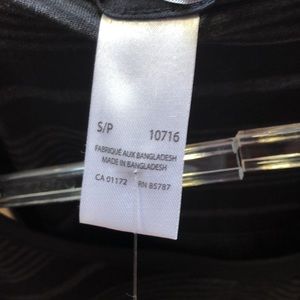 S/P 10716
FABRIQUÉ AUX BANGLADESH
MADE IN BANGLADESH
CA 01172 RN 85787